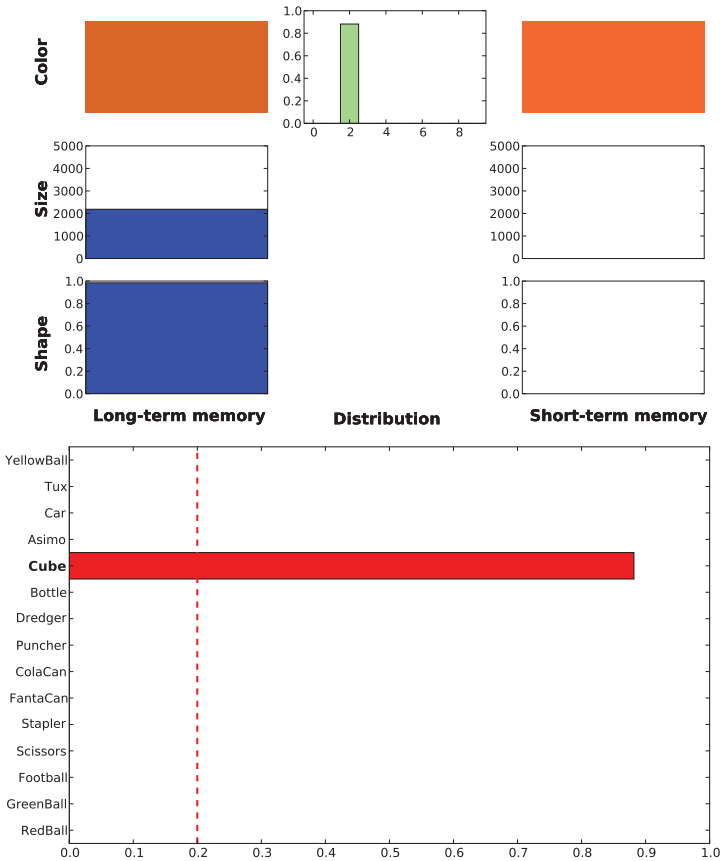 Color
1.0
0.8
0.6
0.4
0.2
0.0
0 2 4 6 8
Size
5000
4000
3000
2000
1000
0
5000
4000
3000
2000
1000
0
Shape
1.0
0.8
0.6
0.4
0.2
0.0
1.0
0.8
0.6
0.4
0.2
0.0
Long-term memory Distribution Short-term memory
YellowBall
Tux
Car
Asimo
Cube
Bottle
Dredger
Puncher
ColaCan
FantaCan
Stapler
Scissors
Football
GreenBall
RedBall
0.0 0.1 0.2 0.3 0.4 0.5 0.6 0.7 0.8 0.9 1.0